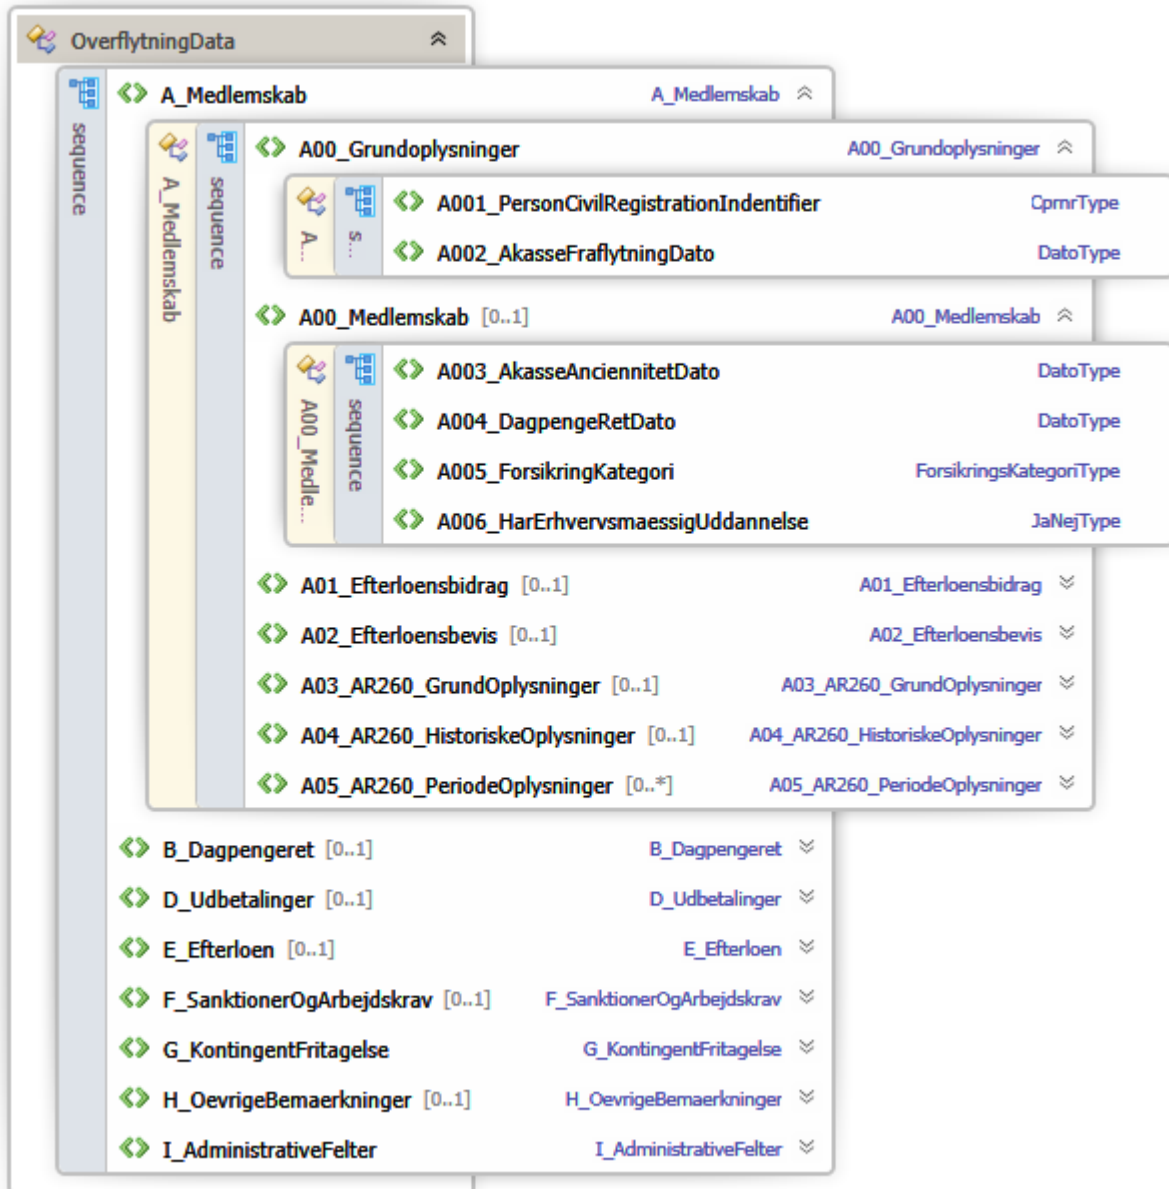 OverflytningData
sequence
A_Medlemskab A_Medlemskab
A_Medlemskab
sequence
A00_Grundoplysninger A00_Grundoplysninger
A...
s...
A001_PersonCivilRegistrationIndentifier CprnrType
A002_AkasseFraflytningDato DatoType
A00_Medlemskab [0..1] A00_Medlemskab
A00_Medle...
sequence
A003_AkasseAnciennitetDato DatoType
A004_DagpengeRetDato DatoType
A005_ForsikringKategori ForsikringsKategoriType
A006_HarErhvervsmaessigUddannelse JaNejType
A01_Efterloensbidrag [0..1] A01_Efterloensbidrag
A02_Efterloensbevis [0..1] A02_Efterloensbevis
A03_AR260_GrundOplysninger [0..1] A03_AR260_GrundOplysninger
A04_AR260_HistoriskeOplysninger [0..1] A04_AR260_HistoriskeOplysninger
A05_AR260_PeriodeOplysninger [0..*] A05_AR260_PeriodeOplysninger
B_Dagpengeret [0..1] B_Dagpengeret
D_Udbetalinger [0..1] D_Udbetalinger
E_Efterloen [0..1] E_Efterloen
F_SanktionerOgArbejdskrav [0..1] F_SanktionerOgArbejdskrav
G_KontingentFritagelse G_KontingentFritagelse
H_OevrigeBemaerkninger [0..1] H_OevrigeBemaerkninger
I_AdministrativeFelter I_AdministrativeFelter